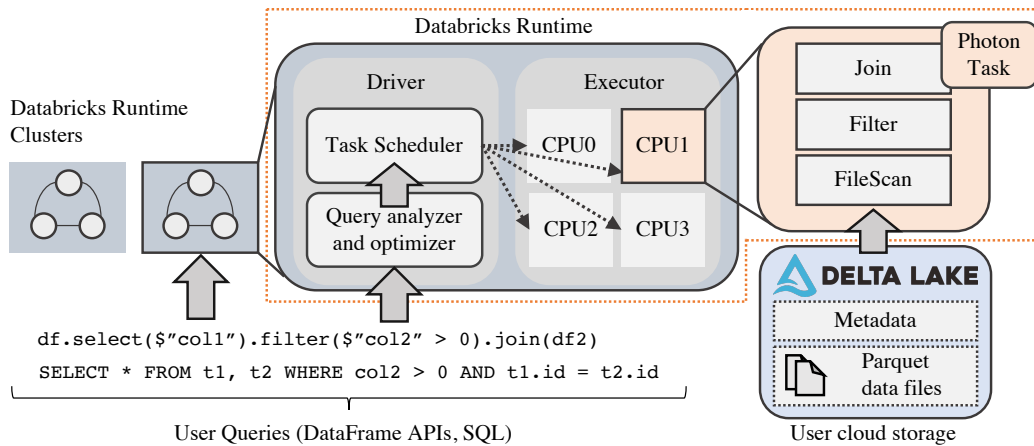 Databricks Runtime
Databricks Runtime
Clusters
Driver
Task Scheduler
Query analyzer
and optimizer
Executor
CPU0
CPU1
CPU2
CPU3
Photon
Task
Join
Filter
FileScan
DELTA LAKE
Metadata
Parquet
data files
User cloud storage
df.select($”col1”).filter($”col2” > 0).join(df2)
SELECT * FROM t1, t2 WHERE col2 > 0 AND t1.id = t2.id
User Queries (DataFrame APIs, SQL)